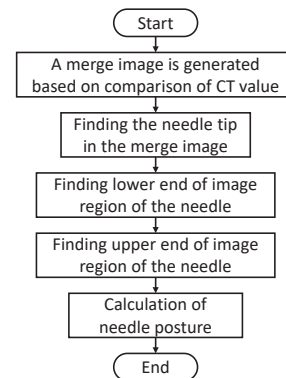 Start
A merge image is generated
based on comparison of CT value
Finding the needle tip
in the merge image
Finding lower end of image
region of the needle
Finding upper end of image
region of the needle
Calculation of
needle posture
End